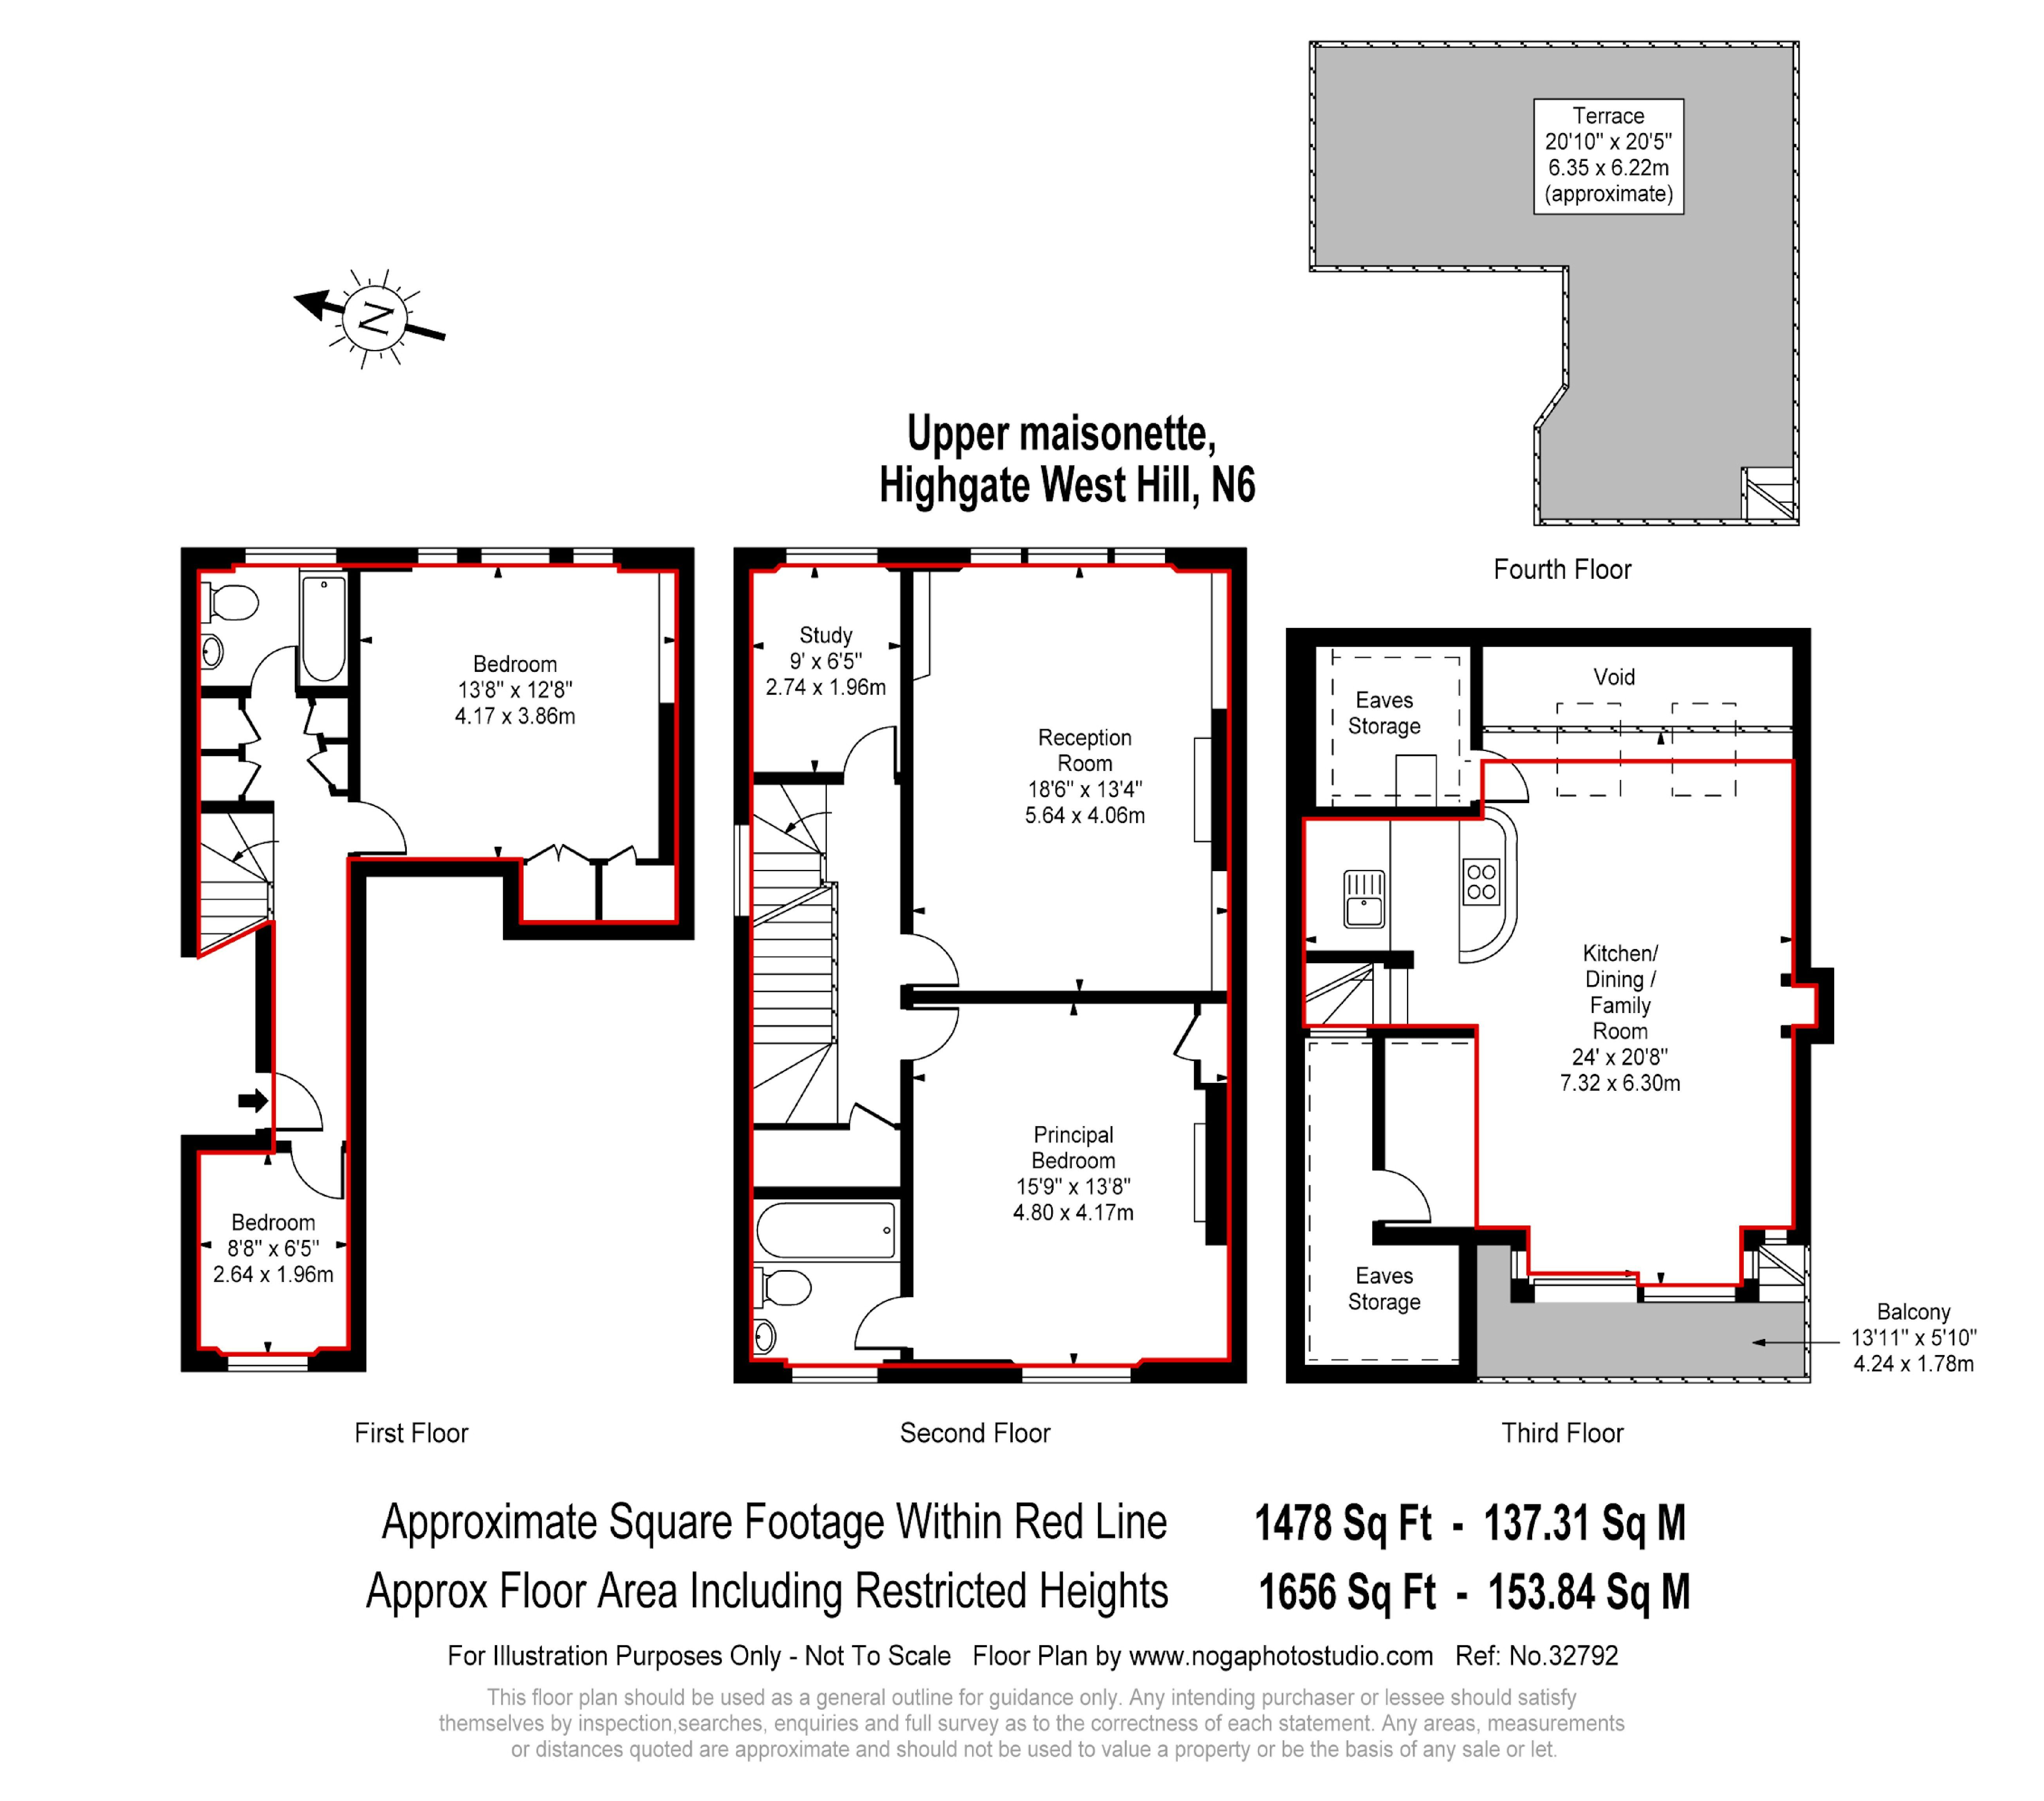 Terrace
20'10" x 20'5"
6.35 x 6.22m
(approximate)
Fourth Floor
N
Upper maisonette,
Highgate West Hill, N6
Bedroom
13'8" x 12'8"
4.17 x 3.86m
Bedroom
8'8" x 6'5"
2.64 x 1.96m
First Floor
Study
9' x 6'5"
2.74 x 1.96m
Reception
Room
18'6" x 13'4"
5.64 x 4.06m
Principal
Bedroom
15'9" x 13'8"
4.80 x 4.17m
Second Floor
Eaves
Storage
Void
Kitchen/
Dining /
Family
Room
24' x 20'8"
7.32 x 6.30m
Eaves
Storage
Balcony
13'11" x 5'10"
4.24 x 1.78m
Third Floor
Approximate Square Footage Within Red Line 1478 Sq Ft - 137.31 Sq M
Approx Floor Area Including Restricted Heights 1656 Sq Ft - 153.84 Sq M
For Illustration Purposes Only - Not To Scale Floor Plan by www.nogaphotostudio.com Ref: No.32792
This floor plan should be used as a general outline for guidance only. Any intending purchaser or lessee should satisfy
themselves by inspection,searches, enquiries and full survey as to the correctness of each statement. Any areas, measurements
or distances quoted are approximate and should not be used to value a property or be the basis of any sale or let.